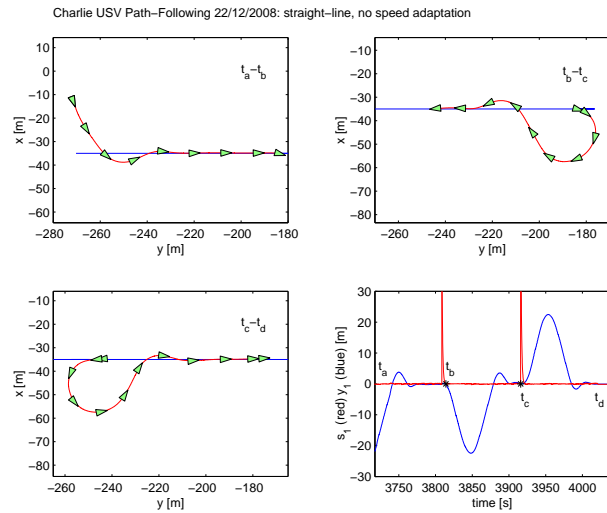 Charlie USV Path−Following 22/12/2008: straight−line, no speed adaptation
10
0
−10
−20
−30
−40
−50
−60
x [m]
t_a−t_b
−280 −260 −240 −220 −200 −180
y [m]
0
−10
−20
−30
−40
−50
−60
−70
−80
x [m]
t_b−t_c
−260 −240 −220 −200 −180
y [m]
−10
−20
−30
−40
−50
−60
−70
−80
x [m]
t_c−t_d
−260 −240 −220 −200 −180
y [m]
30
20
10
0
−10
−20
−30
s_1 (red) y_1 (blue) [m]
t_a t_b t_c t_d
3750 3800 3850 3900 3950 4000
time [s]